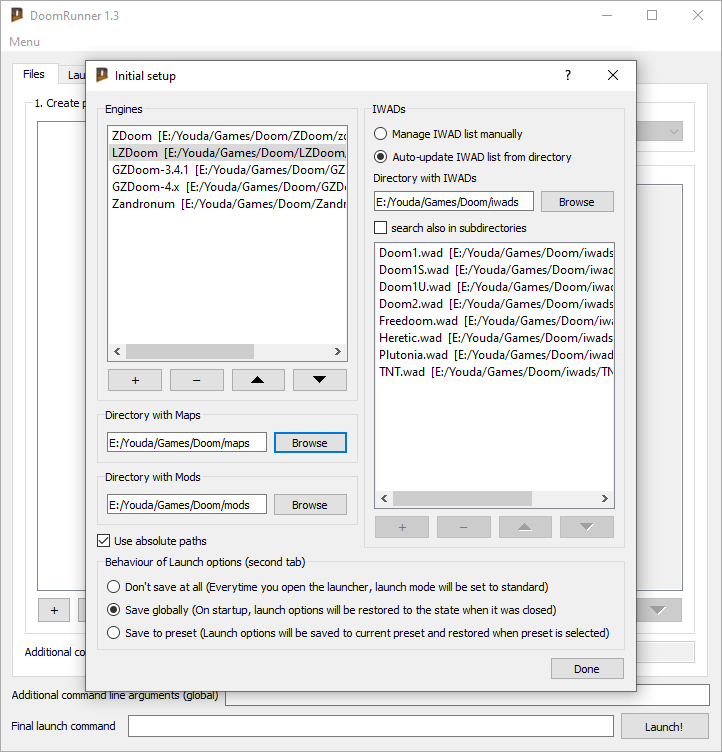 DoomRunner 1.3
Menu
Files
Lau
1. Create p
Initial setup
?
Engines
ZDoom [E:/Youda/Games/Doom/ZDoom/zd
LZDoom [E:/Youda/Games/Doom/LZDoom/
GZDoom-3.4.1 [E:/Youda/Games/Doom/GZ
GZDoom-4.x [E:/Youda/Games/Doom/GZDo
Zandronum [E:/Youda/Games/Doom/Zandr
+
−
Directory with Maps
E:/Youda/Games/Doom/maps
Browse
Directory with Mods
E:/Youda/Games/Doom/mods
Browse
Use absolute paths
IWADs
Manage IWAD list manually
Auto-update IWAD list from directory
Directory with IWADs
E:/Youda/Games/Doom/iwads
Browse
search also in subdirectories
Doom1.wad [E:/Youda/Games/Doom/iwads
Doom1S.wad [E:/Youda/Games/Doom/iwad
Doom1U.wad [E:/Youda/Games/Doom/iwad
Doom2.wad [E:/Youda/Games/Doom/iwads
Freedoom.wad [E:/Youda/Games/Doom/iwa
Heretic.wad [E:/Youda/Games/Doom/iwads
Plutonia.wad [E:/Youda/Games/Doom/iwad
TNT.wad [E:/Youda/Games/Doom/iwads/TN
+
−
Behaviour of Launch options (second tab)
Don't save at all (Everytime you open the launcher, launch mode will be set to standard)
Save globally (On startup, launch options will be restored to the state when it was closed)
Save to preset (Launch options will be saved to current preset and restored when preset is selected)
Done
+
Additional co
Additional command line arguments (global)
Final launch command
Launch!